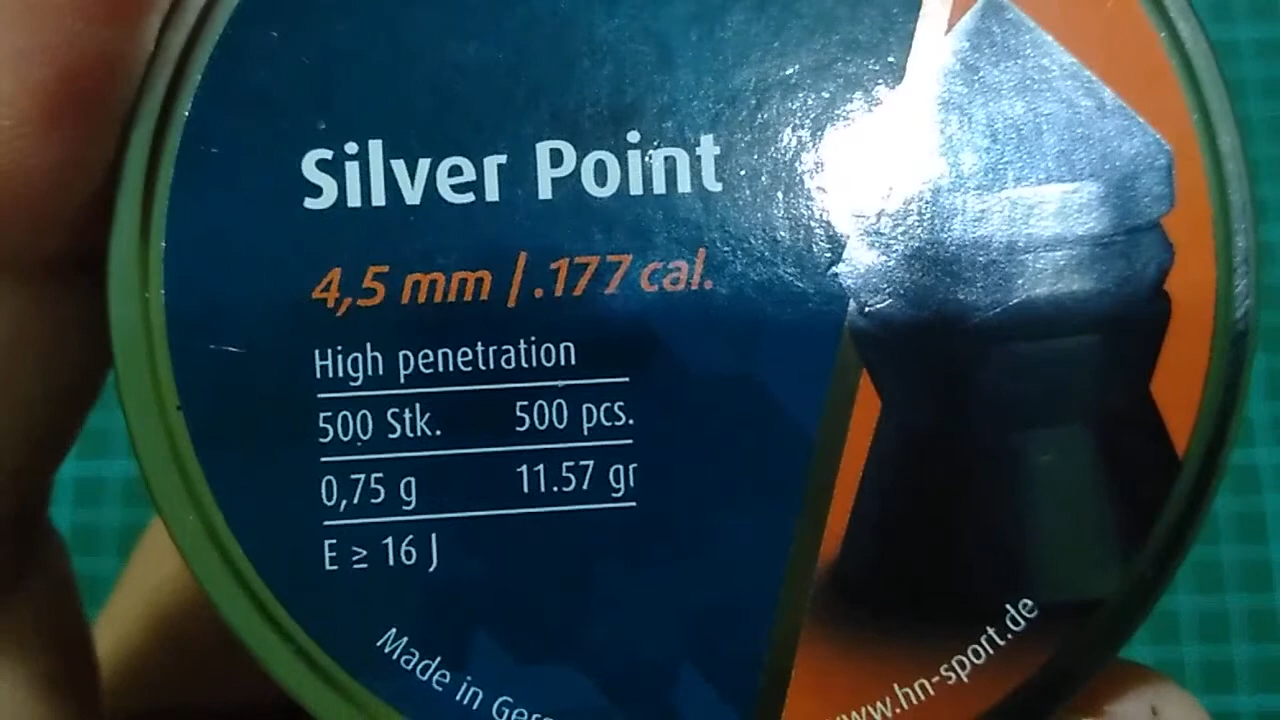 Silver Point
4,5 mm / .177 cal.
High penetration
500 Stk. 500 pcs.
0,75 g 11.57 gr
E ≥ 16 J
Made in
www.hn-sport.de